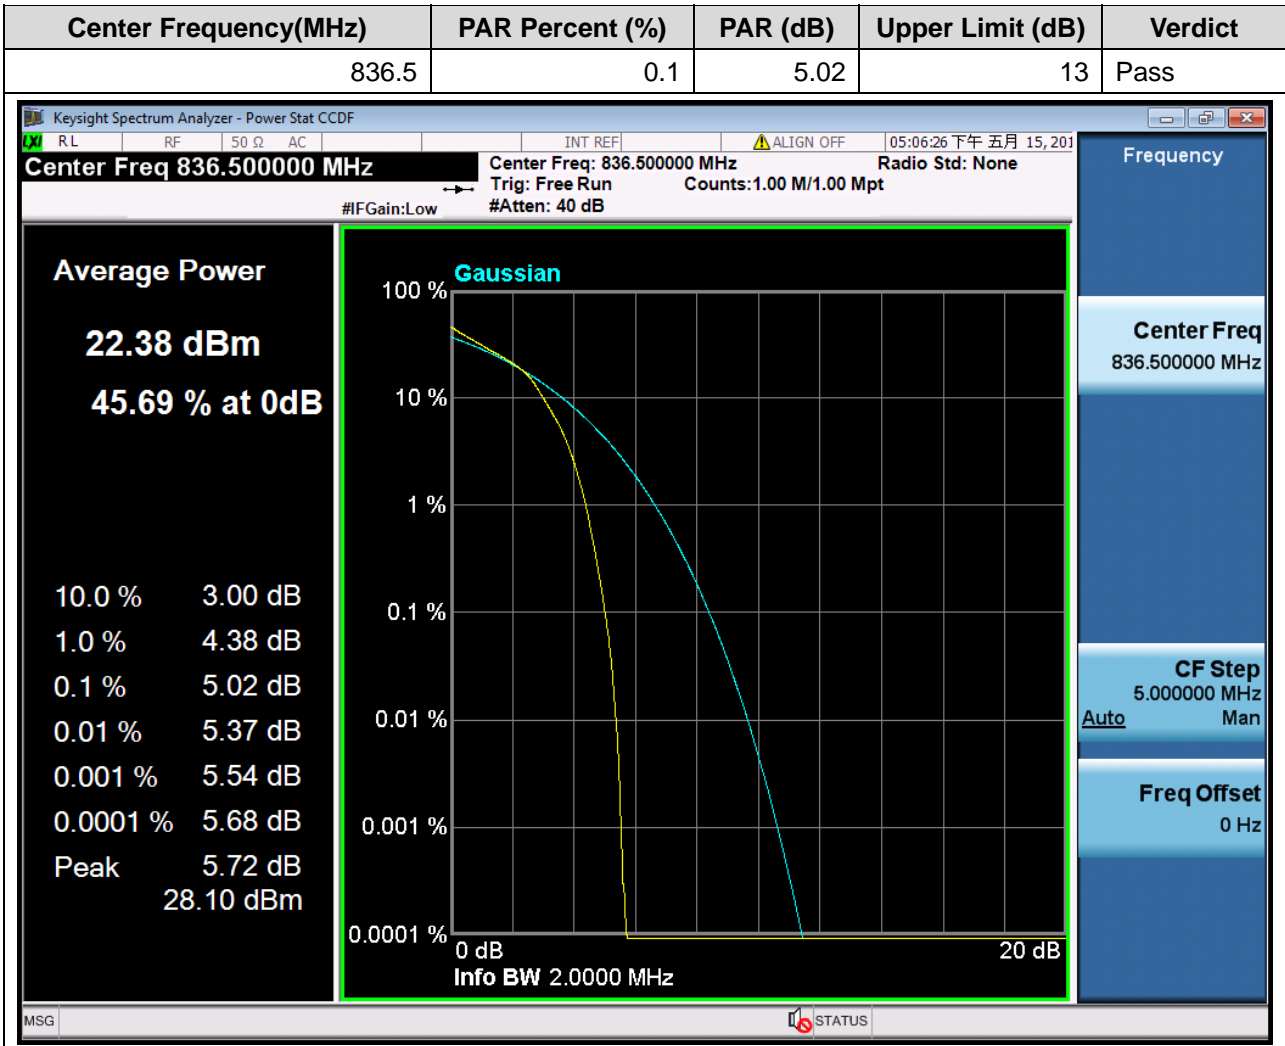 Center Frequency(MHz) PAR Percent (%) PAR (dB) Upper Limit (dB) Verdict
836.5 0.1 5.02 13 Pass
Keysight Spectrum Analyzer - Power Stat CCDF
LXI RL RF 50 Ω AC INT REF ALIGN OFF 05:06:26 下午 五月 15, 201
Center Freq 836.500000 MHz
Center Freq: 836.500000 MHz Radio Std: None
Trig: Free Run Counts:1.00 M/1.00 Mpt
#IFGain:Low #Atten: 40 dB
Average Power
22.38 dBm
45.69 % at 0dB
10.0 % 3.00 dB
1.0 % 4.38 dB
0.1 % 5.02 dB
0.01 % 5.37 dB
0.001 % 5.54 dB
0.0001 % 5.68 dB
Peak 5.72 dB
28.10 dBm
Gaussian
100 %
10 %
1 %
0.1 %
0.01 %
0.001 %
0.0001 %
0 dB 20 dB
Info BW 2.0000 MHz
Frequency
Center Freq
836.500000 MHz
CF Step
5.000000 MHz
Auto Man
Freq Offset
0 Hz
MSG STATUS